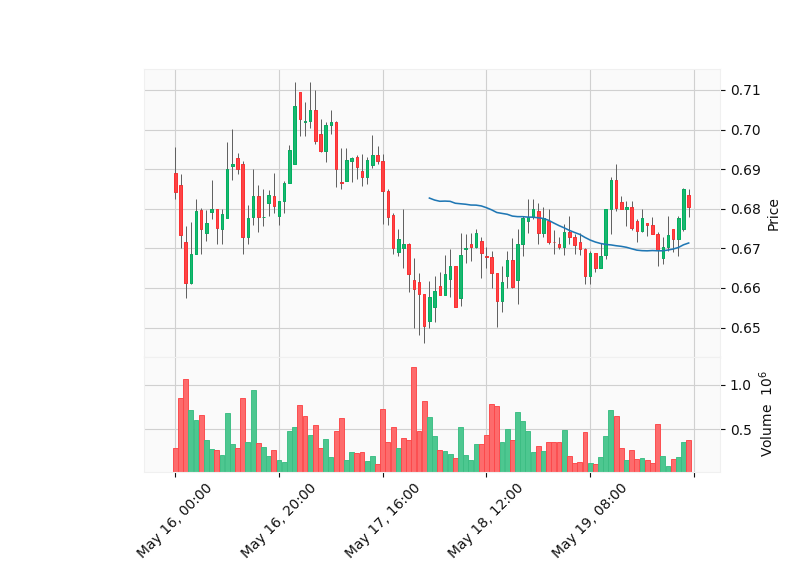 0.71
0.70
0.69
0.68
0.67
0.66
0.65
Price
1.0
0.5
Volume 10^6
May 16, 00:00
May 16, 20:00
May 17, 16:00
May 18, 12:00
May 19, 08:00